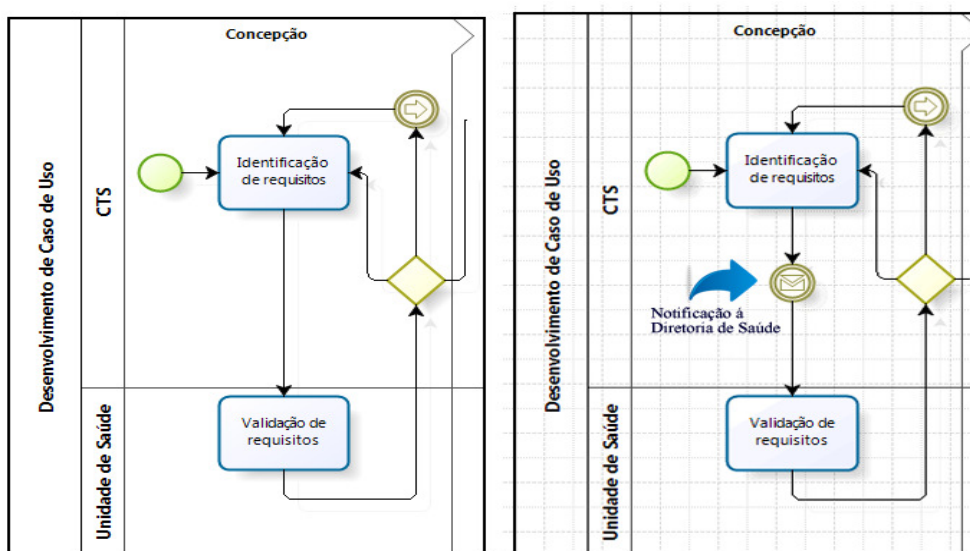 Concepção
Desenvolvimento de Caso de Uso
CTS
Identificação
de requisitos
Unidade de Saúde
Validação de
requisitos
Concepção
Desenvolvimento de Caso de Uso
CTS
Identificação
de requisitos
Notificação á
Diretoria de Saúde
Unidade de Saúde
Validação de
requisitos